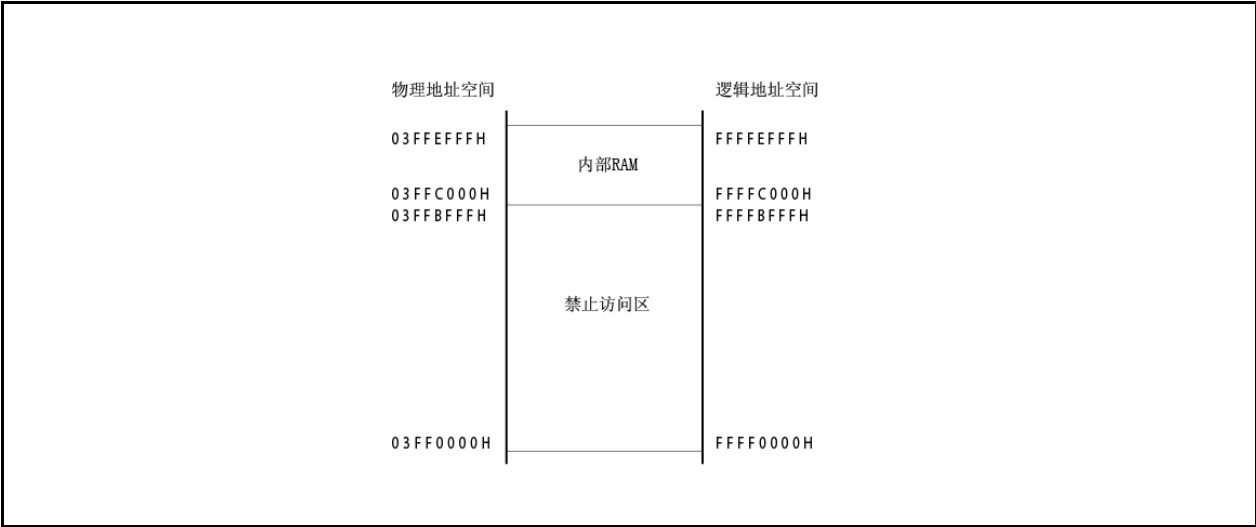 物理地址空间 逻辑地址空间
03FFEFFFH FFFFEFFFH
内部RAM
03FFC000H FFFFC000H
03FFBFFFH FFFFBFFFH
禁止访问区
03FF0000H FFFF0000H